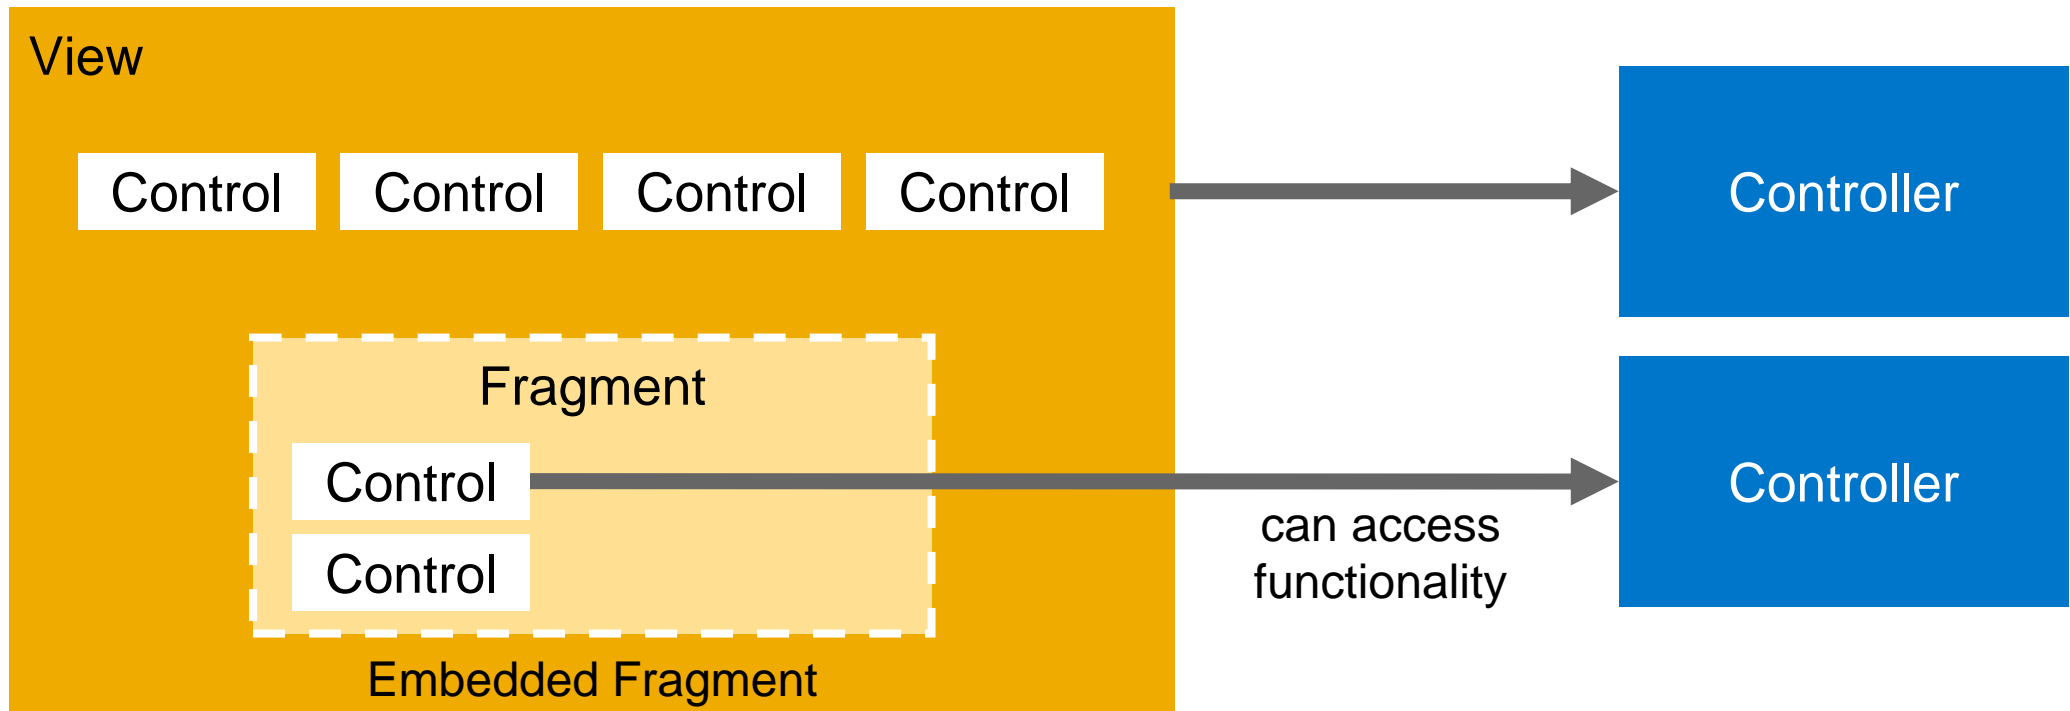 View
Control
Control
Control
Control
Controller
Fragment
Control
Controller
can access
functionality
Control
Embedded Fragment